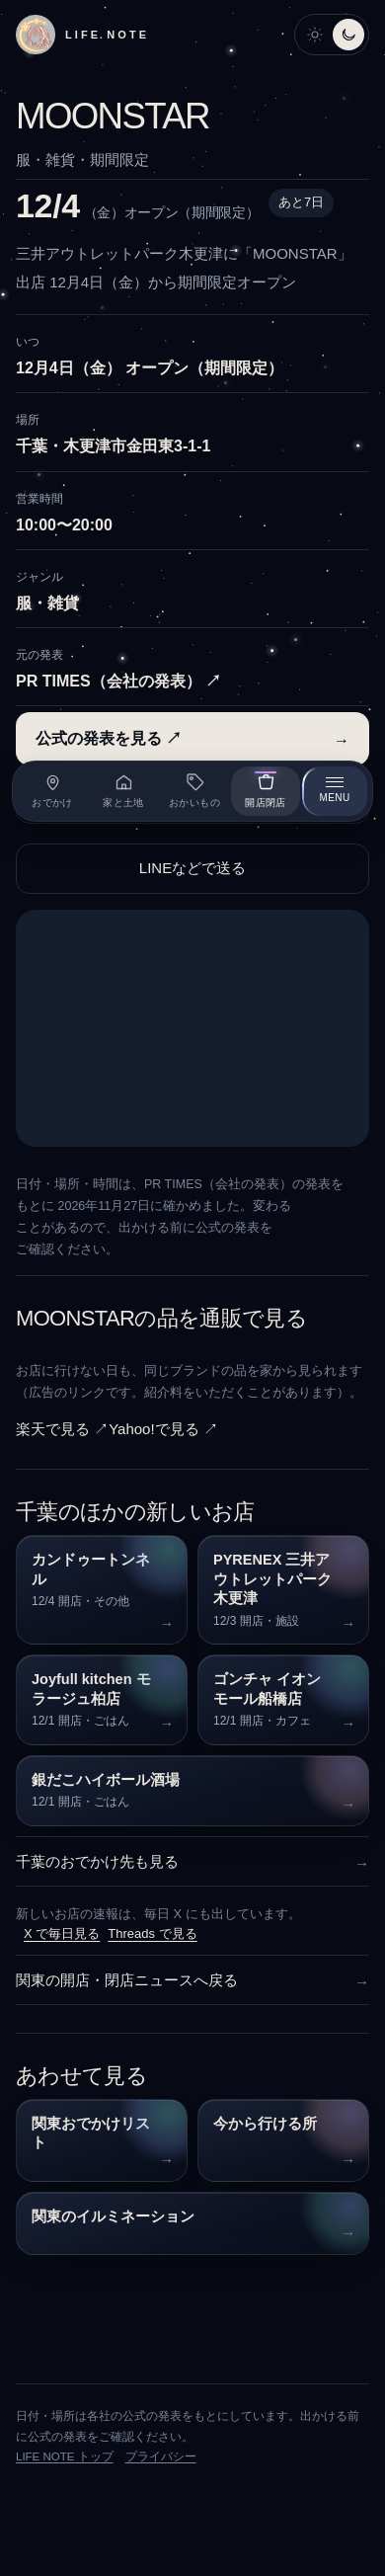 LIFE NOTE
MOONSTAR
服・雑貨・期間限定
12/4 （金）オープン（期間限定） あと7日
三井アウトレットパーク木更津に「MOONSTAR」
出店 12月4日（金）から期間限定オープン
いつ
12月4日（金） オープン（期間限定）
場所
千葉・木更津市金田東3-1-1
営業時間
10:00〜20:00
ジャンル
服・雑貨
元の発表
PR TIMES（会社の発表） ↗
公式の発表を見る ↗ →
おでかけ 家と土地 おかいもの 開店閉店 MENU
LINEなどで送る
日付・場所・時間は、PR TIMES（会社の発表）の発表を
もとに 2026年11月27日に確かめました。変わる
ことがあるので、出かける前に公式の発表を
ご確認ください。
MOONSTARの品を通販で見る
お店に行けない日も、同じブランドの品を家から見られます
（広告のリンクです。紹介料をいただくことがあります）。
楽天で見る ↗Yahoo!で見る ↗
千葉のほかの新しいお店
カンドゥートンネ
ル
12/4 開店・その他
→
PYRENEX 三井ア
ウトレットパーク
木更津
12/3 開店・施設
→
Joyfull kitchen モ
ラージュ柏店
12/1 開店・ごはん
→
ゴンチャ イオン
モール船橋店
12/1 開店・カフェ
→
銀だこハイボール酒場
12/1 開店・ごはん
→
千葉のおでかけ先も見る →
新しいお店の速報は、毎日 X にも出しています。
X で毎日見る Threads で見る
関東の開店・閉店ニュースへ戻る →
あわせて見る
関東おでかけリス
ト
→
今から行ける所
→
関東のイルミネーション
→
日付・場所は各社の公式の発表をもとにしています。出かける前
に公式の発表をご確認ください。
LIFE NOTE トップ プライバシー